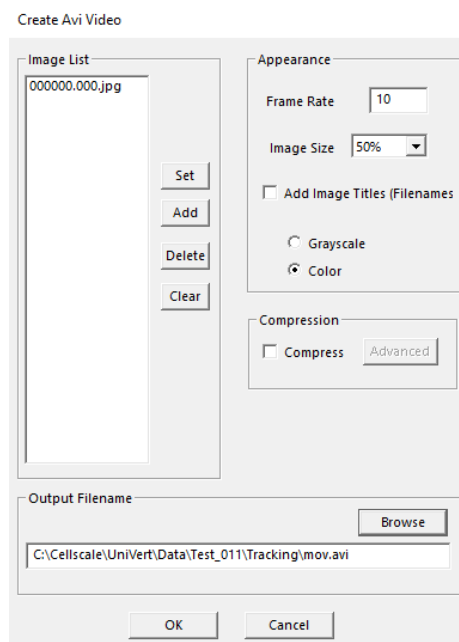 Create Avi Video
Image List
000000.000.jpg
Set
Add
Delete
Clear
Appearance
Frame Rate 10
Image Size 50%
Add Image Titles (Filenames
Grayscale
Color
Compression
Compress Advanced
Output Filename
Browse
C:\Cellscale\UniVert\Data\Test_011\Tracking\mov.avi
OK Cancel